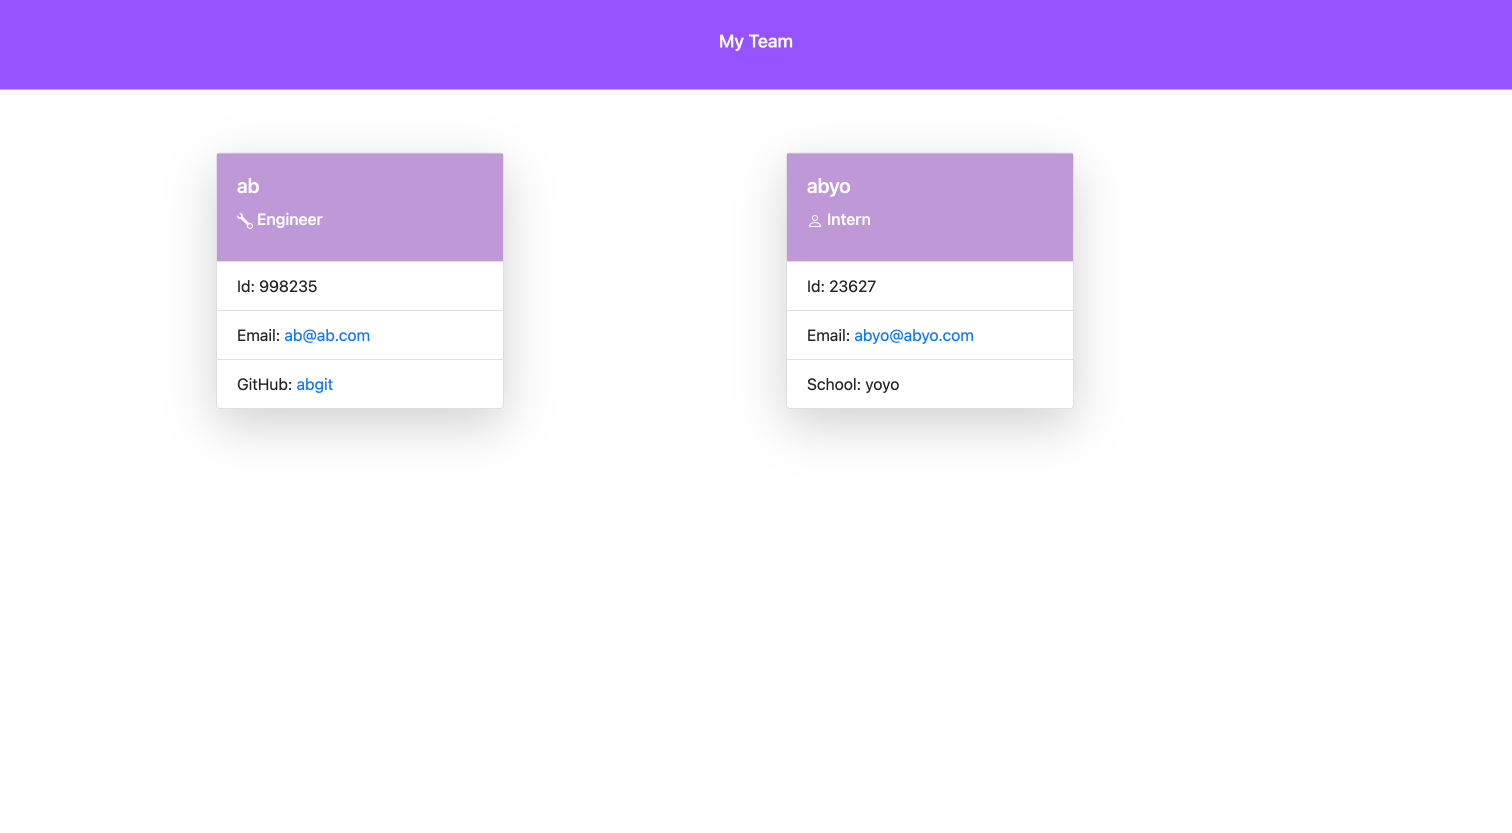 My Team
ab
Engineer
Id: 998235
Email: ab@ab.com
GitHub: abgit
abyo
Intern
Id: 23627
Email: abyo@abyo.com
School: yoyo